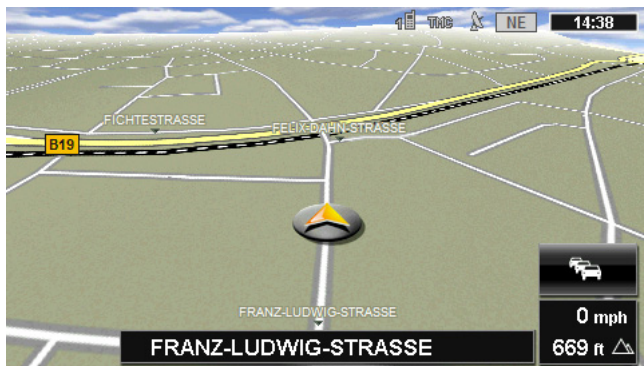 1 TMC NE 14:38
FICHTESTRASSE
FELIX-DAHN-STRASSE
B19
FRANZ-LUDWIG-STRASSE
0 mph
FRANZ-LUDWIG-STRASSE
669 ft